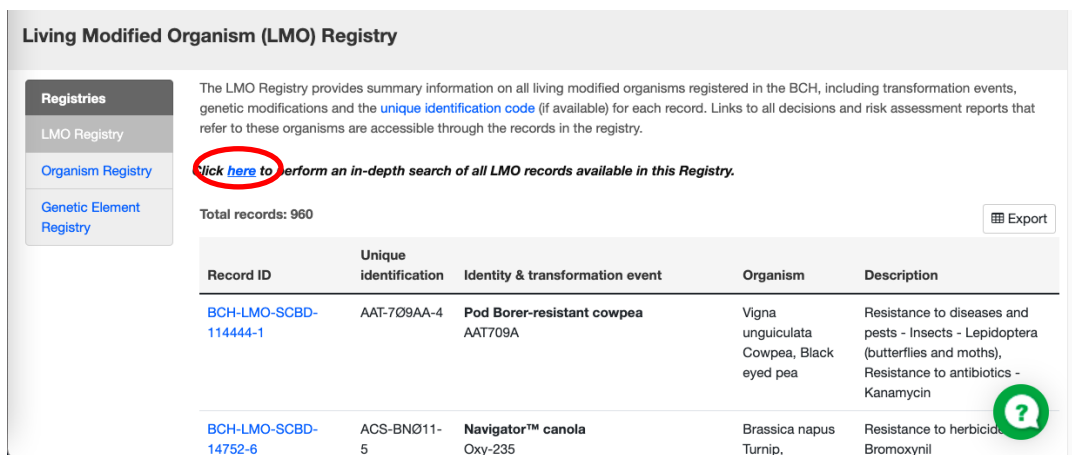 Living Modified Organism (LMO) Registry
Registries
LMO Registry
Organism Registry
Genetic Element
Registry
The LMO Registry provides summary information on all living modified organisms registered in the BCH, including transformation events,
genetic modifications and the unique identification code (if available) for each record. Links to all decisions and risk assessment reports that
refer to these organisms are accessible through the records in the registry.
Click here to perform an in-depth search of all LMO records available in this Registry.
Total records: 960
Export
Record ID
Unique
identification
Identity & transformation event
Organism
Description
BCH-LMO-SCBD-
114444-1
AAT-7Ø9AA-4
Pod Borer-resistant cowpea
AAT709A
Vigna
unguiculata
Cowpea, Black
eyed pea
Resistance to diseases and
pests - Insects - Lepidoptera
(butterflies and moths),
Resistance to antibiotics -
Kanamycin
BCH-LMO-SCBD-
14752-6
ACS-BNØ11-
5
Navigator™ canola
Oxy-235
Brassica napus
Turnip,
Resistance to
Bromoxynil
?